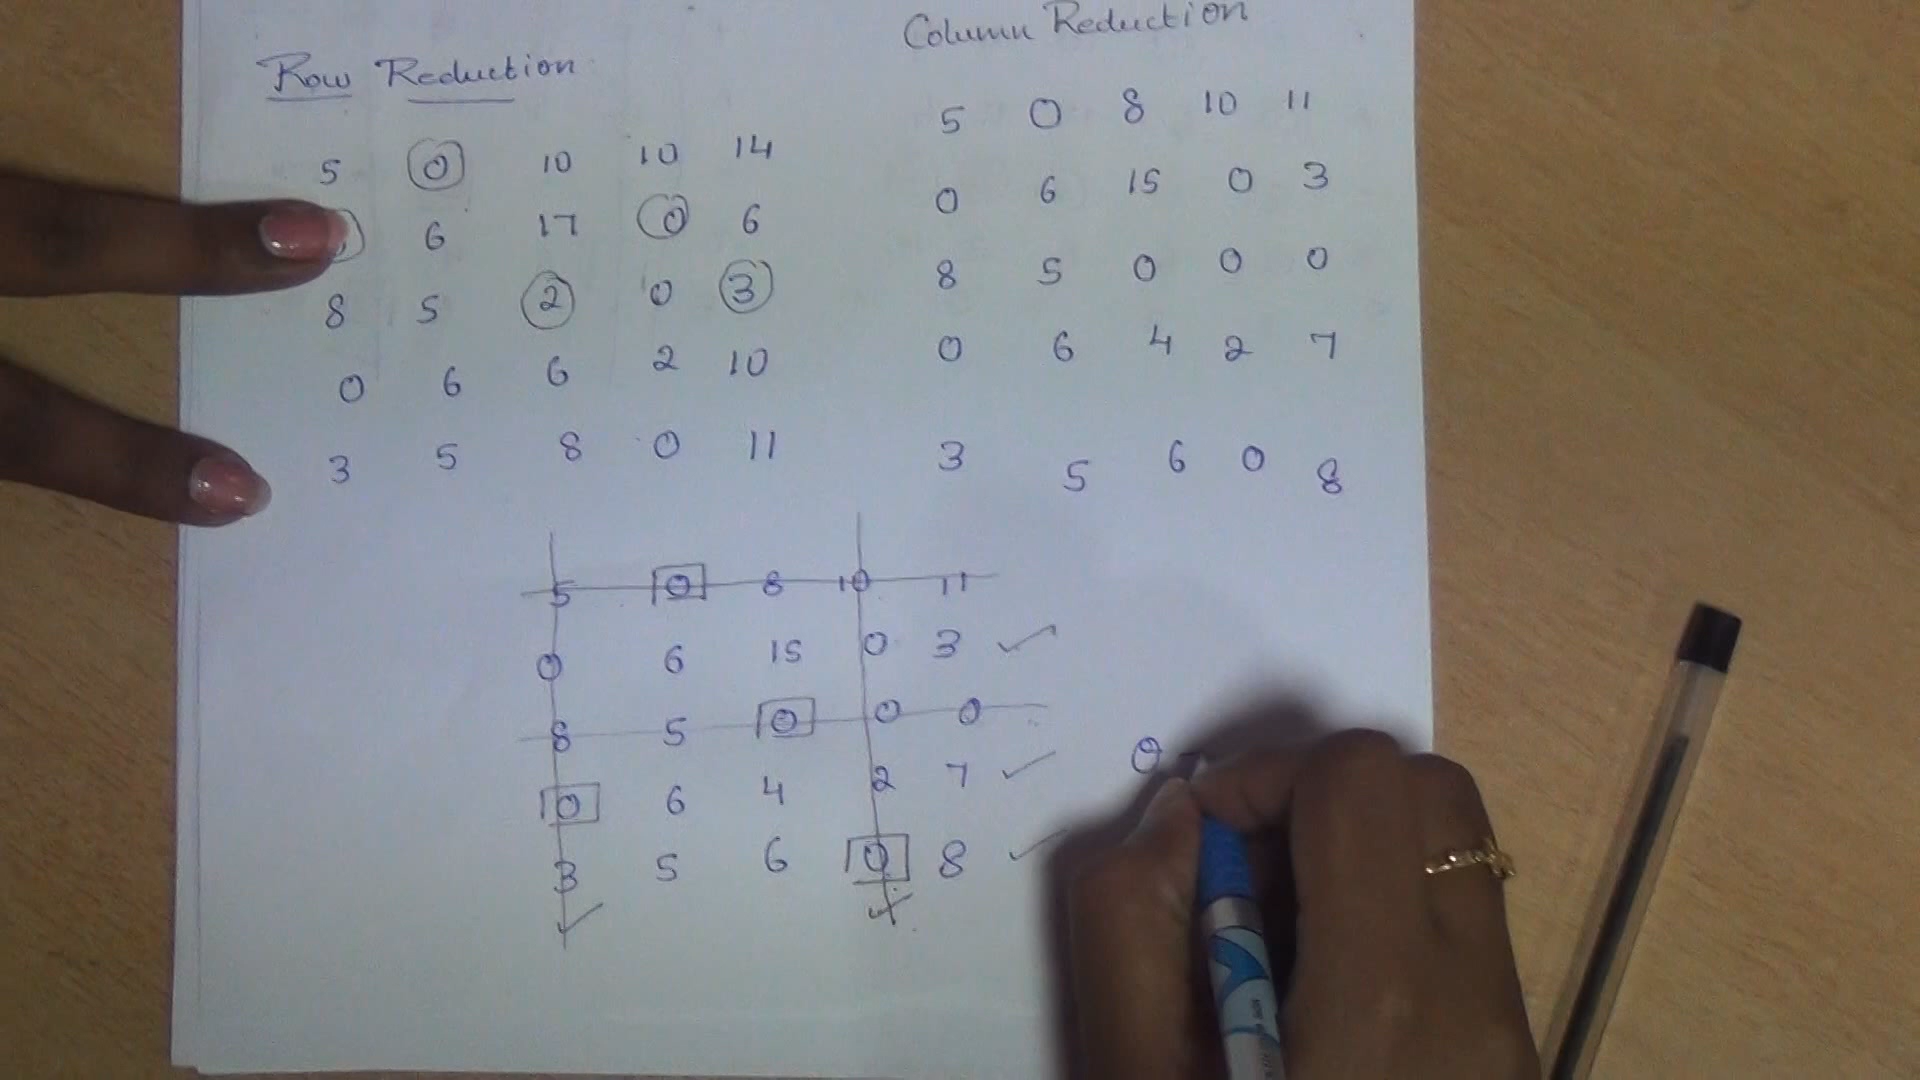 Row Reduction
5 0 10 10 14
6 17 0 6
8 5 2 0 3
0 6 6 2 10
3 5 8 0 11
Column Reduction
5 0 8 10 11
0 6 15 0 3
8 5 0 0 0
0 6 4 2 7
3 5 6 0 8
5 0 8 10 11
0 6 15 0 3 ✓
8 5 0 0 0
0 6 4 2 7 ✓
3 5 6 0 8 ✓
✓ ✓